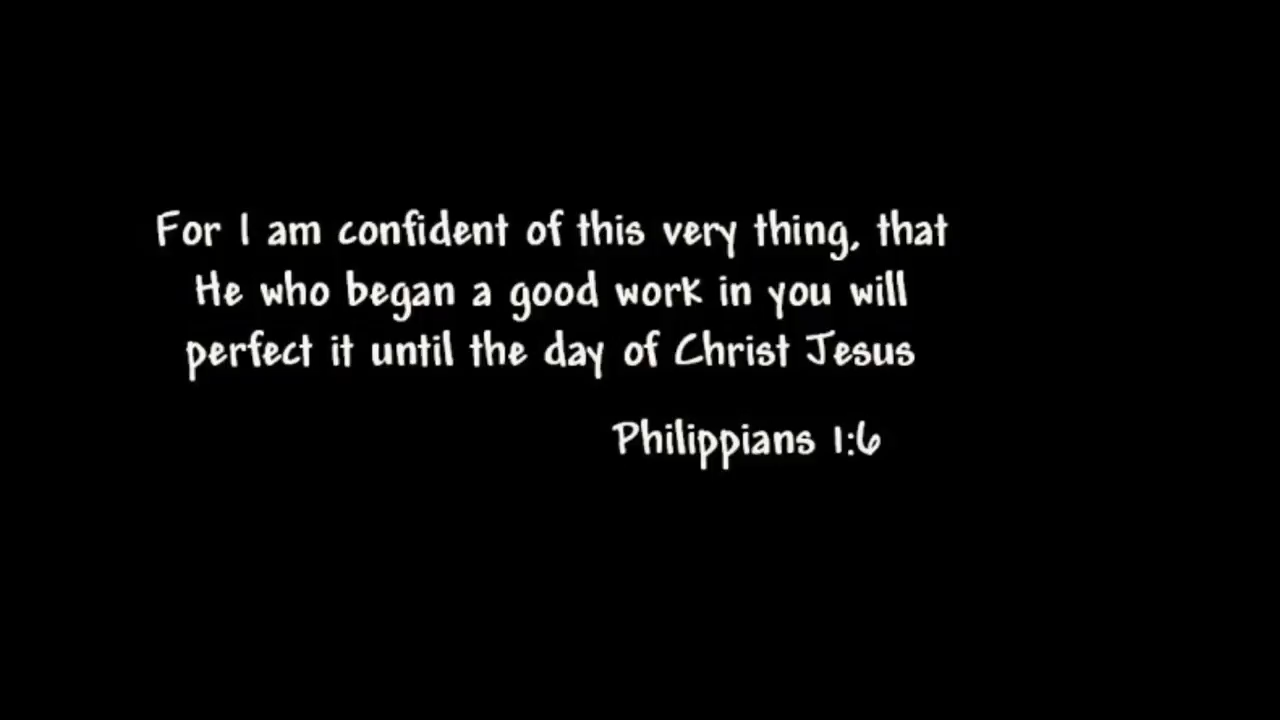 For I am confident of this very thing, that
He who began a good work in you will
perfect it until the day of Christ Jesus
Philippians 1:6